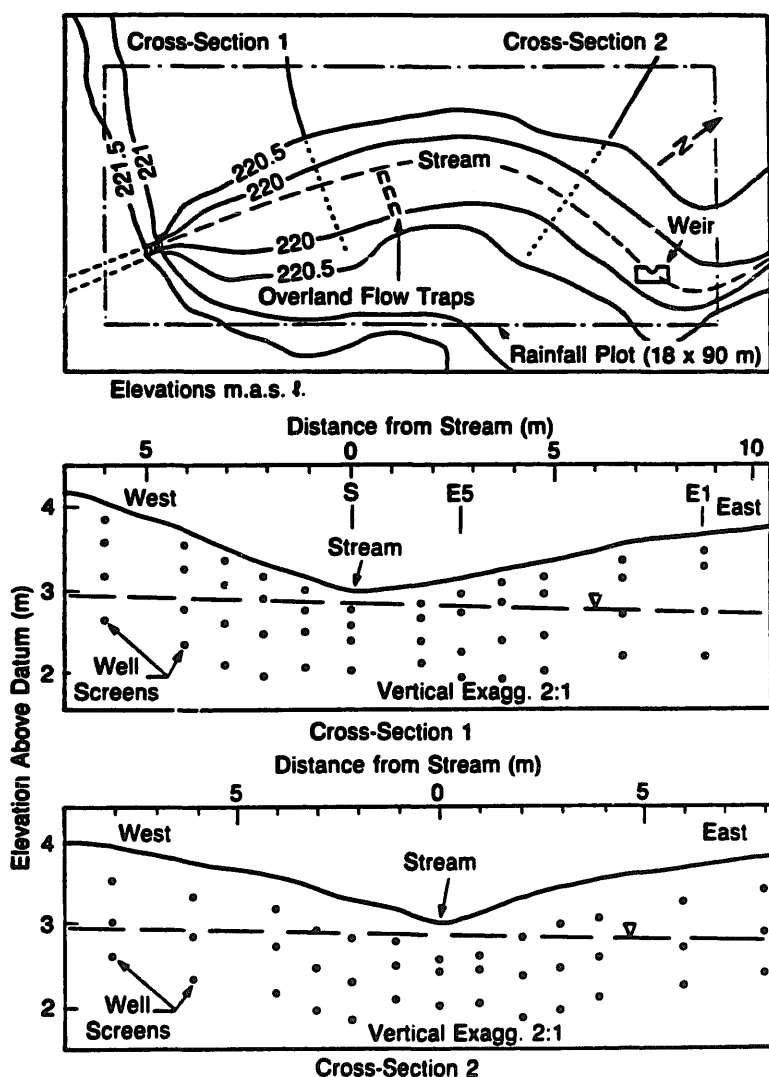 Cross-Section 1
Cross-Section 2
221.5
221
220.5
220
Stream
N
220
220.5
Weir
Overland Flow Traps
Rainfall Plot (18 x 90 m)
Elevations m.a.s. ℓ.
Distance from Stream (m)
5 0 5 10
S E5 E1
West
East
Stream
4
3
2
Well
Screens
Vertical Exagg. 2:1
Cross-Section 1
Elevation Above Datum (m)
Distance from Stream (m)
5 0 5
West
East
Stream
4
3
2
Well
Screens
Vertical Exagg. 2:1
Cross-Section 2